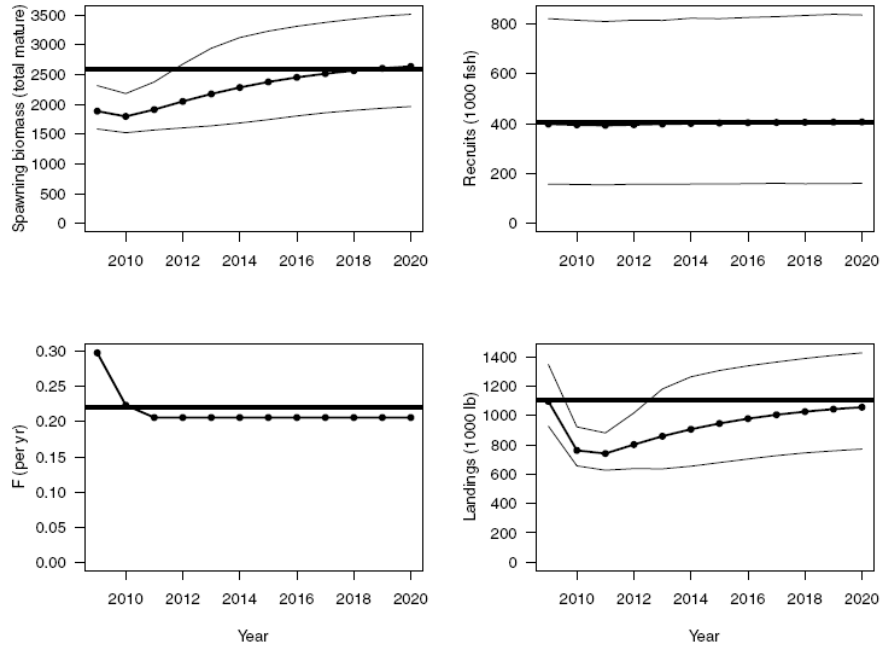 Spawning biomass (total mature)
3500
3000
2500
2000
1500
1000
500
0
2010 2012 2014 2016 2018 2020
Recruits (1000 fish)
800
600
400
200
0
2010 2012 2014 2016 2018 2020
F (per yr)
0.30
0.25
0.20
0.15
0.10
0.05
0.00
2010 2012 2014 2016 2018 2020
Year
Landings (1000 lb)
1400
1200
1000
800
600
400
200
0
2010 2012 2014 2016 2018 2020
Year